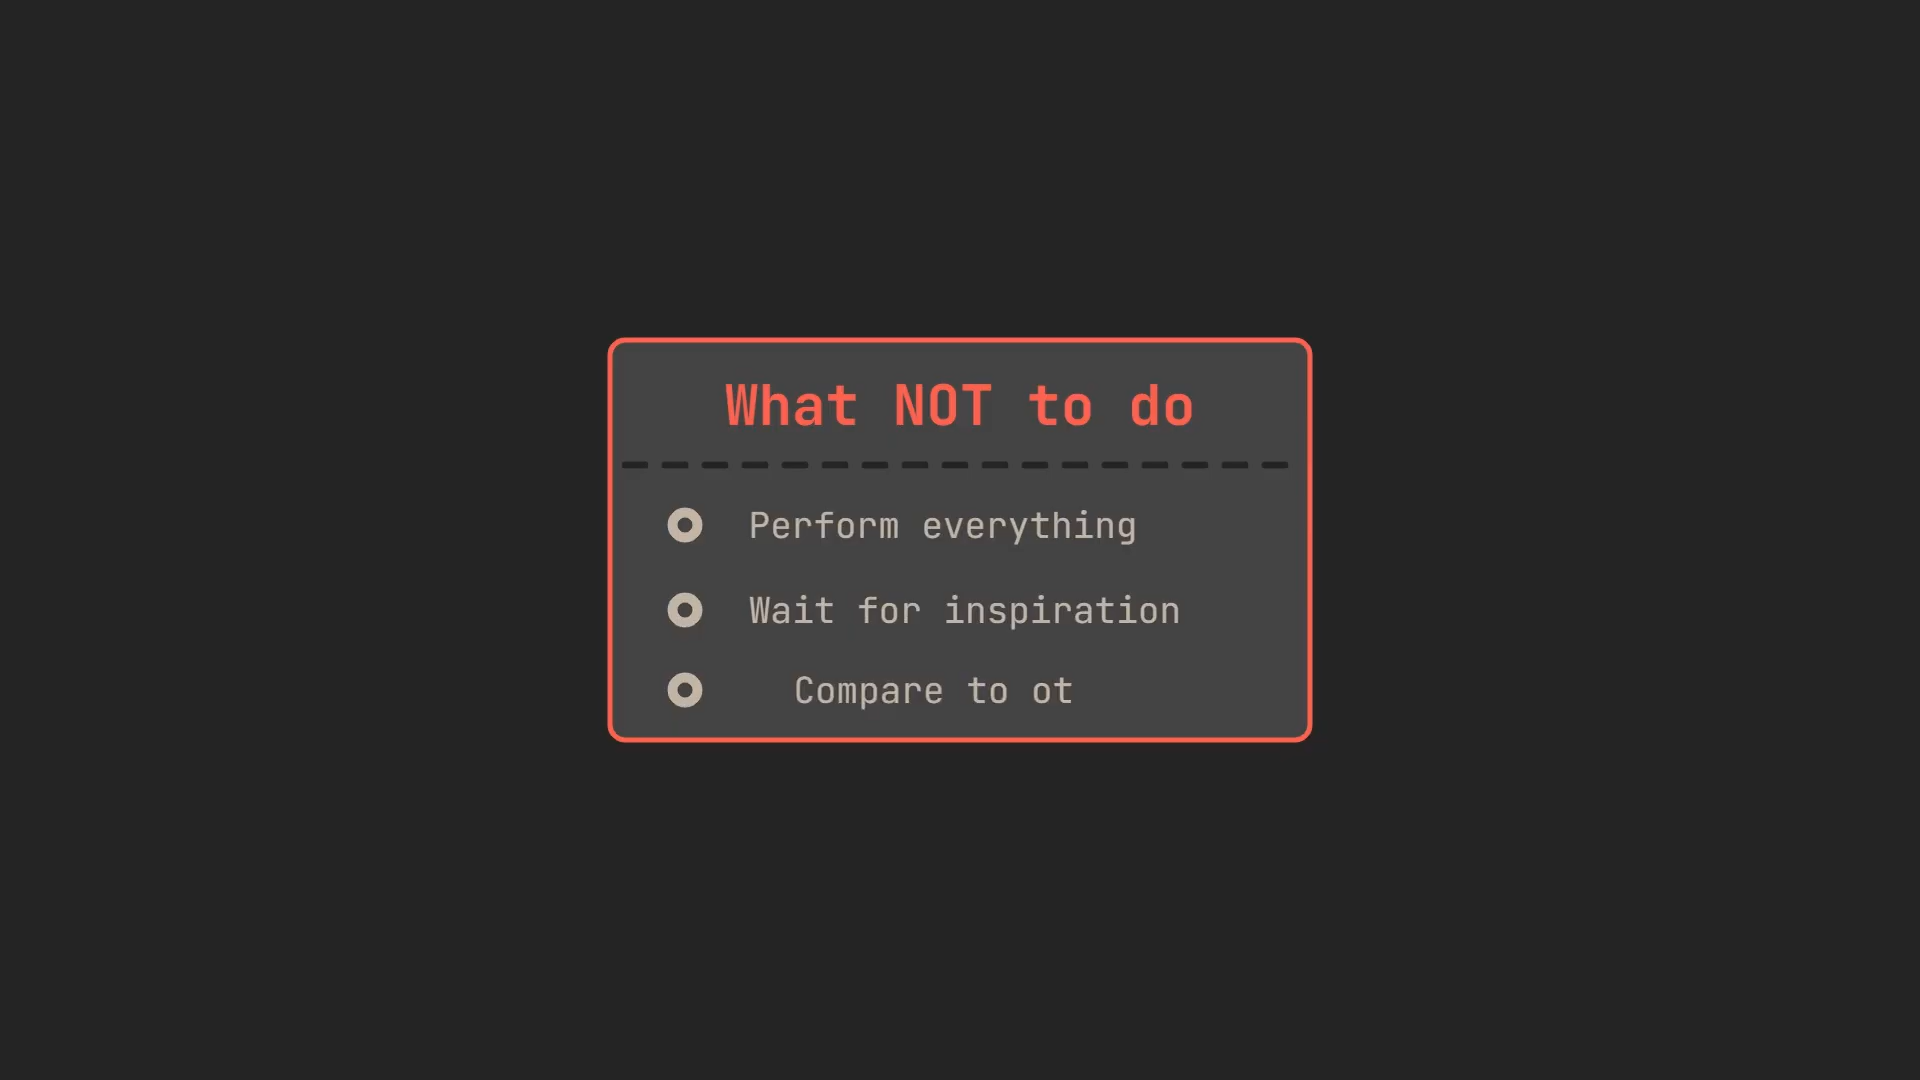 What NOT to do
Perform everything
Wait for inspiration
Compare to ot